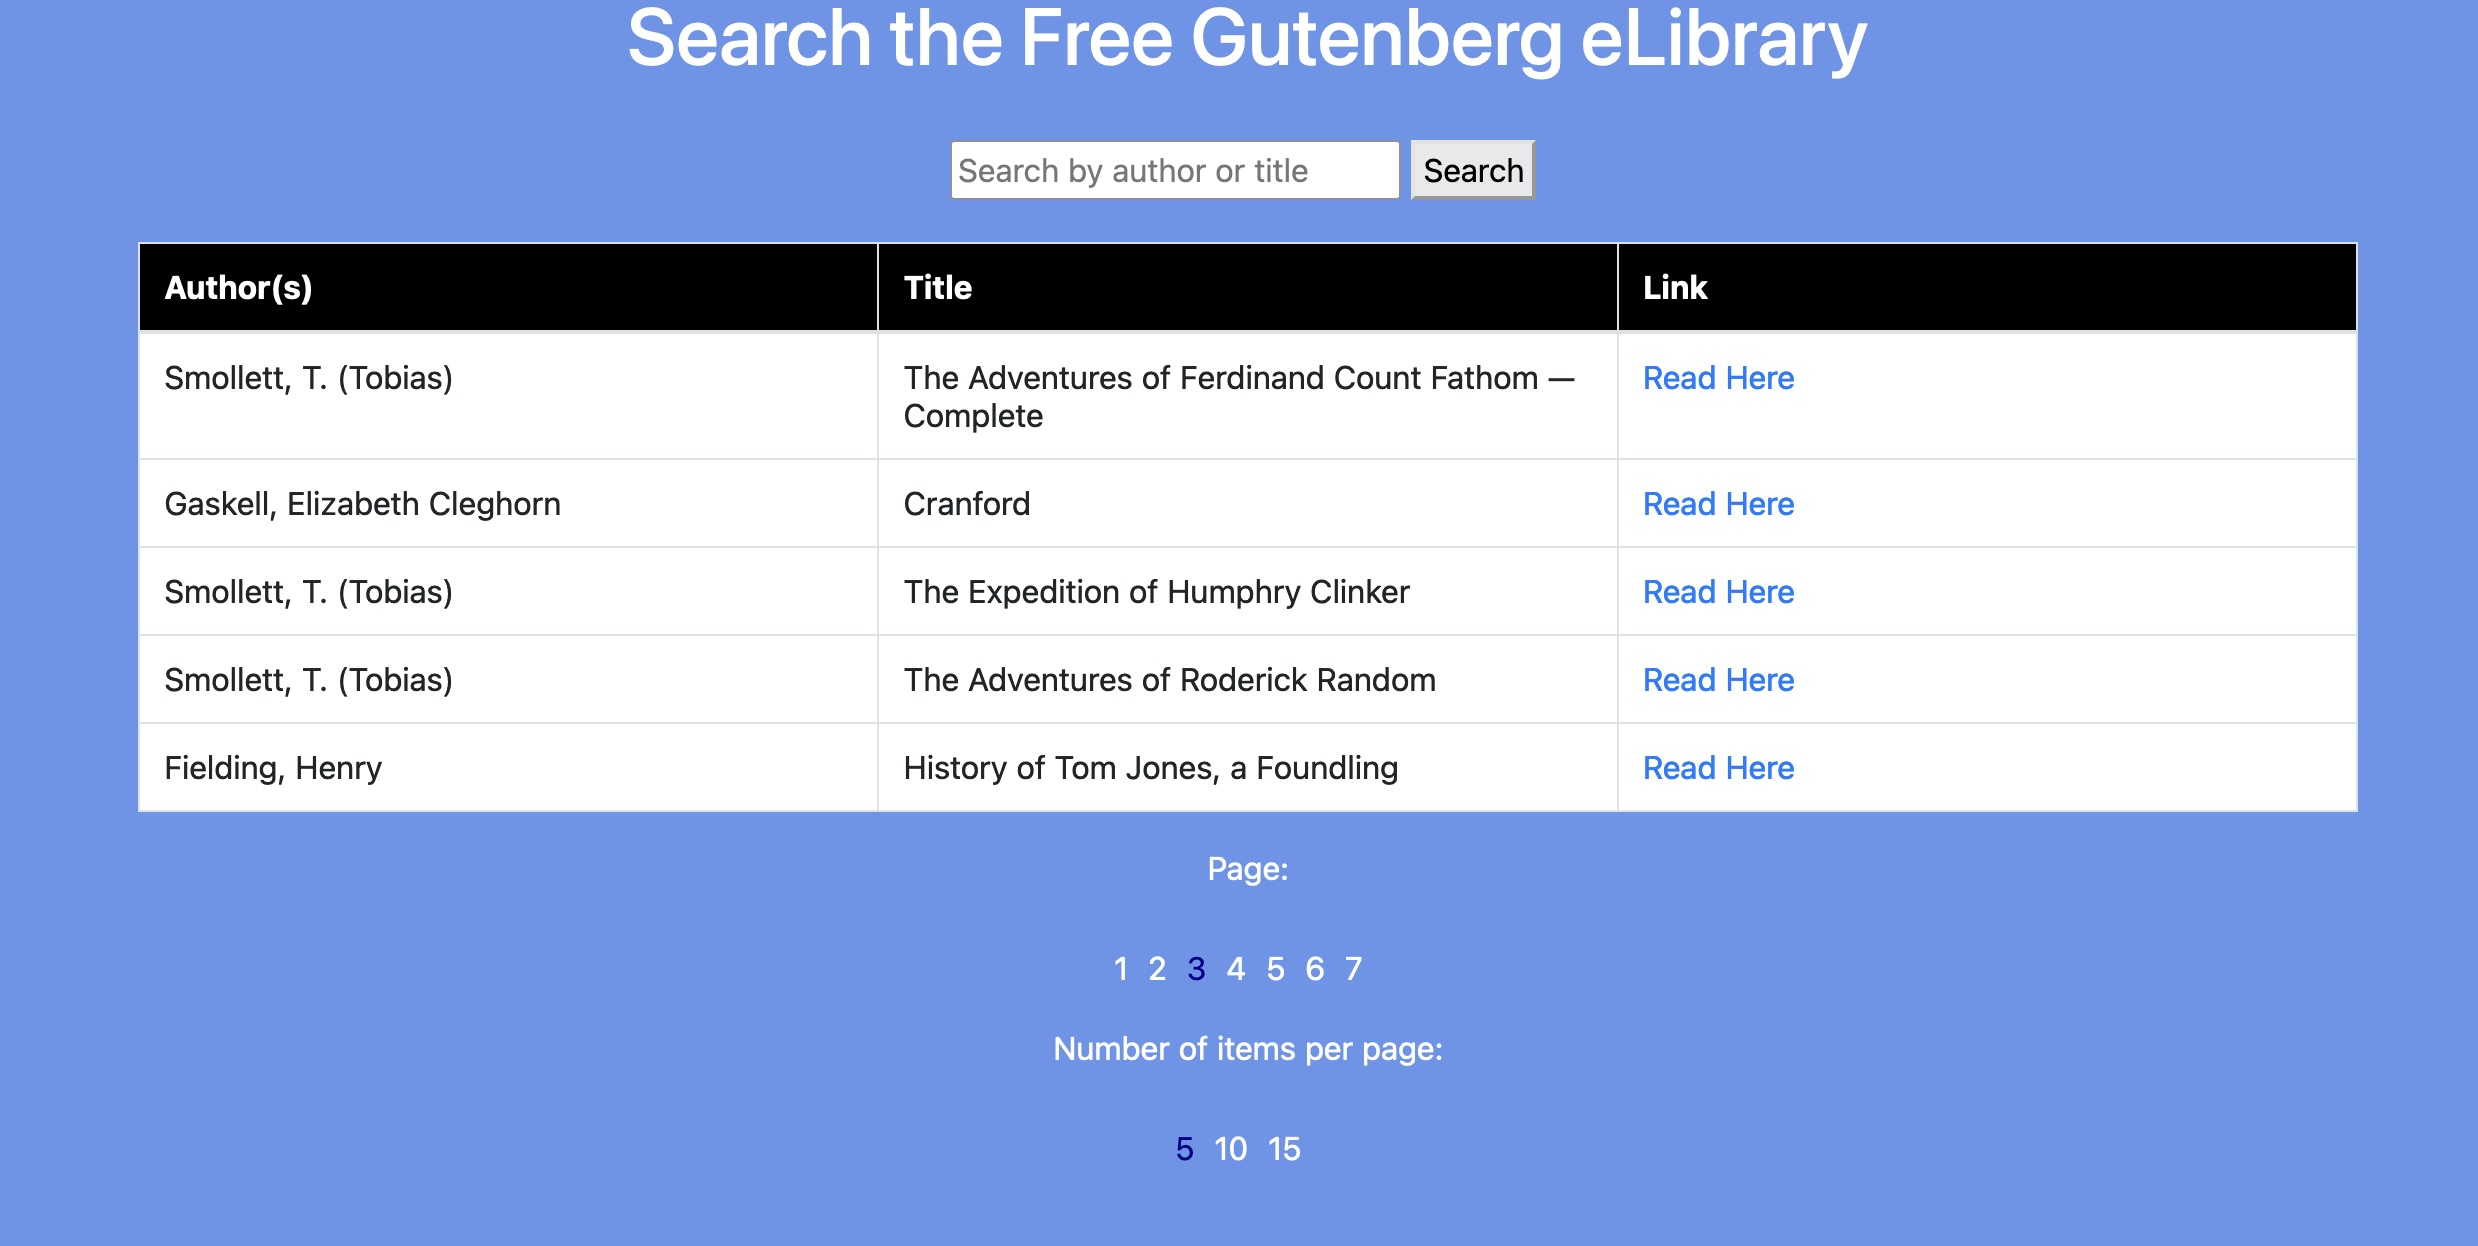 Search the Free Gutenberg eLibrary
Search by author or title Search
Author(s) Title Link
Smollett, T. (Tobias) The Adventures of Ferdinand Count Fathom — Read Here
Complete
Gaskell, Elizabeth Cleghorn Cranford Read Here
Smollett, T. (Tobias) The Expedition of Humphry Clinker Read Here
Smollett, T. (Tobias) The Adventures of Roderick Random Read Here
Fielding, Henry History of Tom Jones, a Foundling Read Here
Page:
1 2 3 4 5 6 7
Number of items per page:
5 10 15